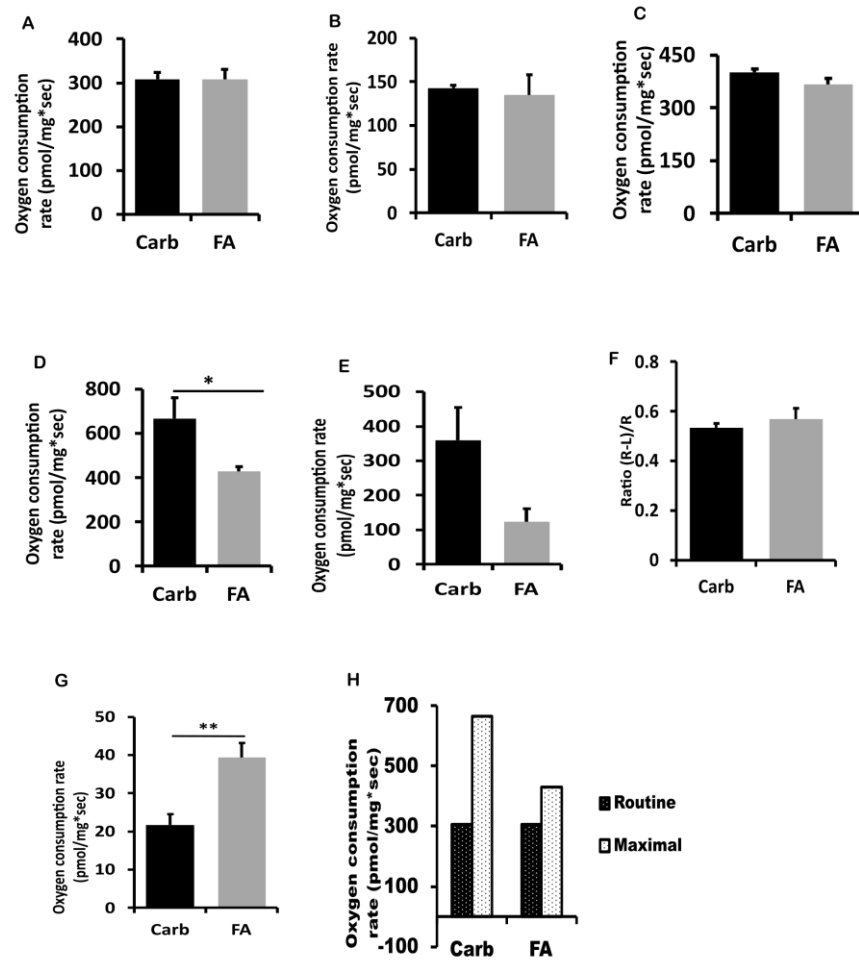 A
Oxygen consumption
rate (pmol/mg*sec)
400
300
200
100
0
Carb FA
B
Oxygen consumption rate
(pmol/mg*sec)
200
150
100
50
0
Carb FA
C
Oxygen consumption
rate (pmol/mg*sec)
450
300
150
0
Carb FA
D
Oxygen consumption
rate (pmol/mg*sec)
800
600
400
200
0
*
Carb FA
E
Oxygen consumption rate
(pmol/mg*sec)
500
400
300
200
100
0
Carb FA
F
Ratio (R-L)/R
0.8
0.6
0.4
0.2
0
Carb FA
G
Oxygen consumption rate
(pmol/mg*sec)
50
40
30
20
10
0
**
Carb FA
H
Oxygen consumption
rate (pmol/mg*sec)
700
500
300
100
-100
Carb FA
Routine
Maximal